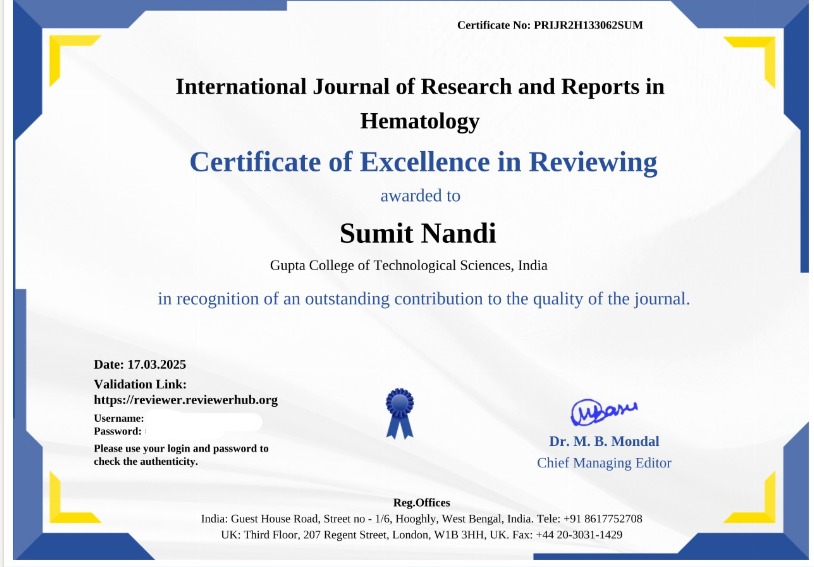 Certificate No: PRIJR2H133062SUM
International Journal of Research and Reports in
Hematology
Certificate of Excellence in Reviewing
awarded to
Sumit Nandi
Gupta College of Technological Sciences, India
in recognition of an outstanding contribution to the quality of the journal.
Date: 17.03.2025
Validation Link:
https://reviewer.reviewerhub.org
Username:
Password:
Please use your login and password to
check the authenticity.
Dr. M. B. Mondal
Chief Managing Editor
Reg.Offices
India: Guest House Road, Street no - 1/6, Hooghly, West Bengal, India. Tele: +91 8617752708
UK: Third Floor, 207 Regent Street, London, W1B 3HH, UK. Fax: +44 20-3031-1429